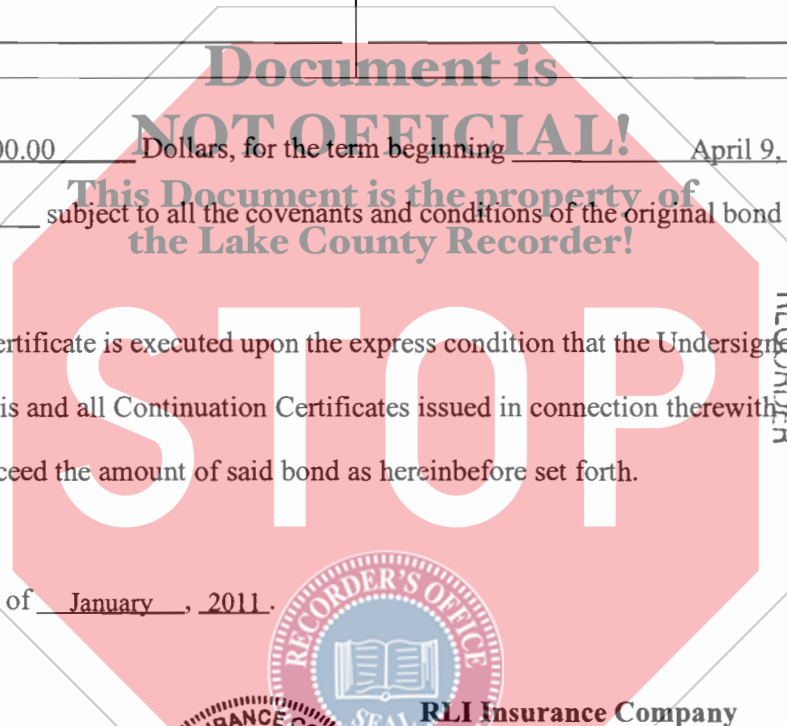 Document is
NOT OFFICIAL!
00.00 Dollars, for the term beginning April 9,
This Document is the property of
subject to all the covenants and conditions of the original bond
the Lake County Recorder!
STOP
ertificate is executed upon the express condition that the Undersigne
is and all Continuation Certificates issued in connection therewith
RECORDER
ceed the amount of said bond as hereinbefore set forth.
of January, 2011.
RECORDER'S OFFICE
SEAL
RLI Insurance Company